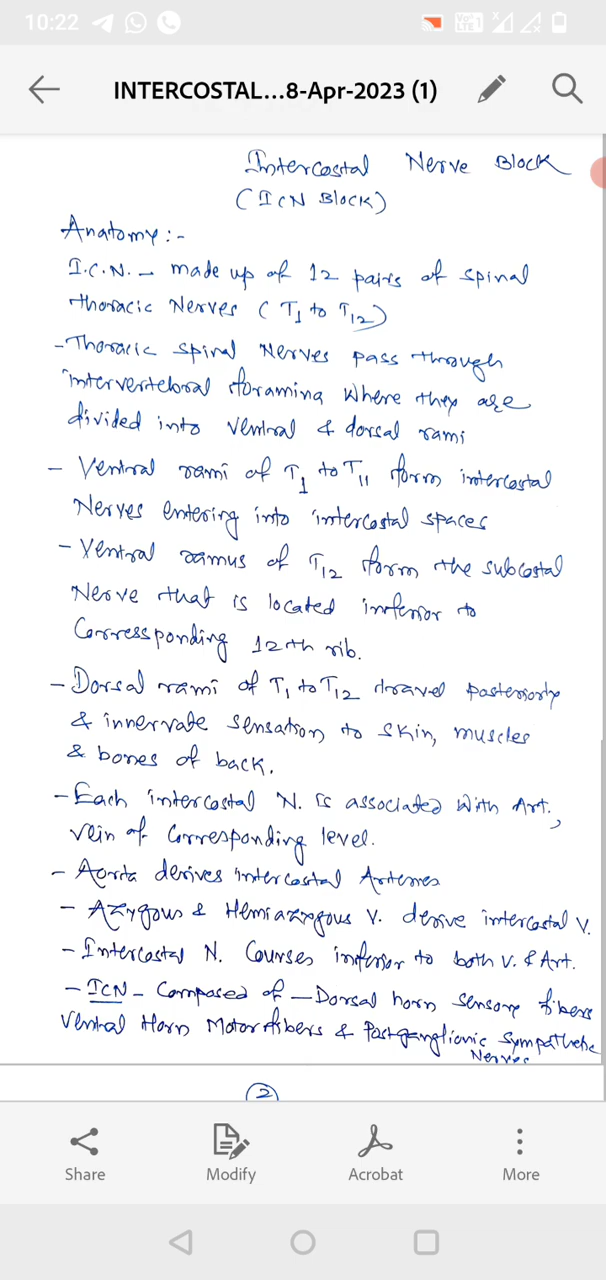 10:22
Vo LTE 1
INTERCOSTAL...8-Apr-2023 (1)
Intercostal Nerve Block
(ICN Block)
Anatomy:-
I.C.N. - made up of 12 pairs of spinal
thoracic Nerves (T1 to T12)
- Thoracic spinal Nerves pass through
intervertebral foramina where they are
divided into ventral & dorsal rami
- Ventral rami of T1 to T11 form intercostal
Nerves entering into intercostal spaces
- Ventral ramus of T12 form the subcostal
Nerve that is located inferior to
Corresponding 12th rib.
- Dorsal rami of T1 to T12 travel posteriorly
& innervate sensation to skin, muscles
& bones of back.
- Each intercostal N. is associated with Art.,
vein of Corresponding level.
- Aorta derives intercostal Arteries
- Azygous & Hemiazygous V. derive intercostal V.
- Intercostal N. Courses inferior to both V. & Art.
- ICN - Composed of - Dorsal horn sensory fibers
Ventral Horn Motor fibers & Postganglionic Sympathetic
Nerves
2
Share
Modify
Acrobat
More